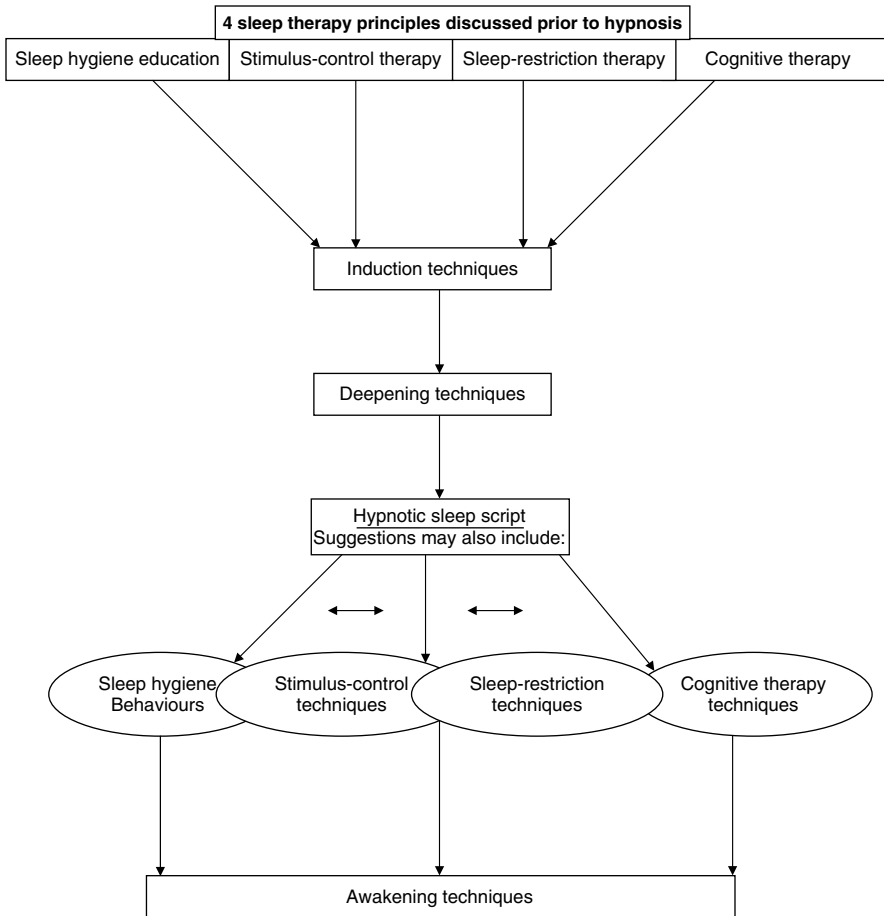 4 sleep therapy principles discussed prior to hypnosis
Sleep hygiene education
Stimulus-control therapy
Sleep-restriction therapy
Cognitive therapy
Induction techniques
Deepening techniques
Hypnotic sleep script
Suggestions may also include:
Sleep hygiene
Behaviours
Stimulus-control
techniques
Sleep-restriction
techniques
Cognitive therapy
techniques
Awakening techniques